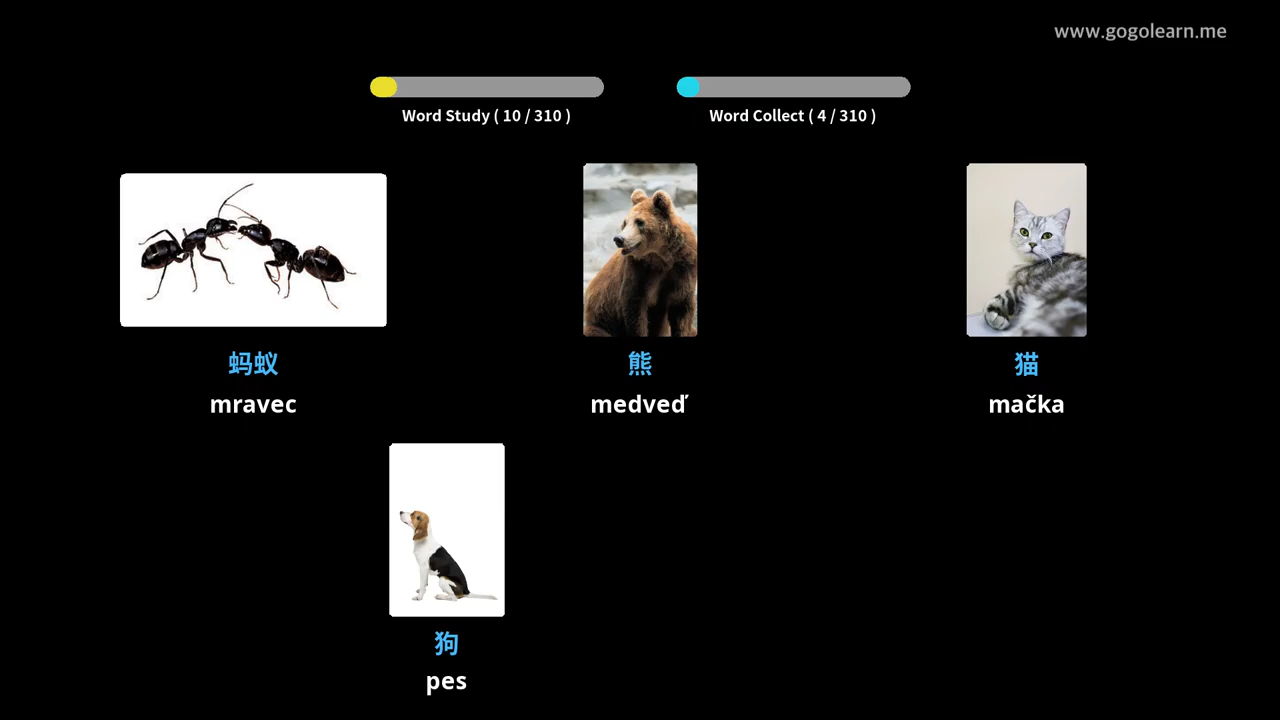 www.gogolearn.me
Word Study ( 10 / 310 )
Word Collect ( 4 / 310 )
蚂蚁
mravec
熊
medveď
猫
mačka
狗
pes